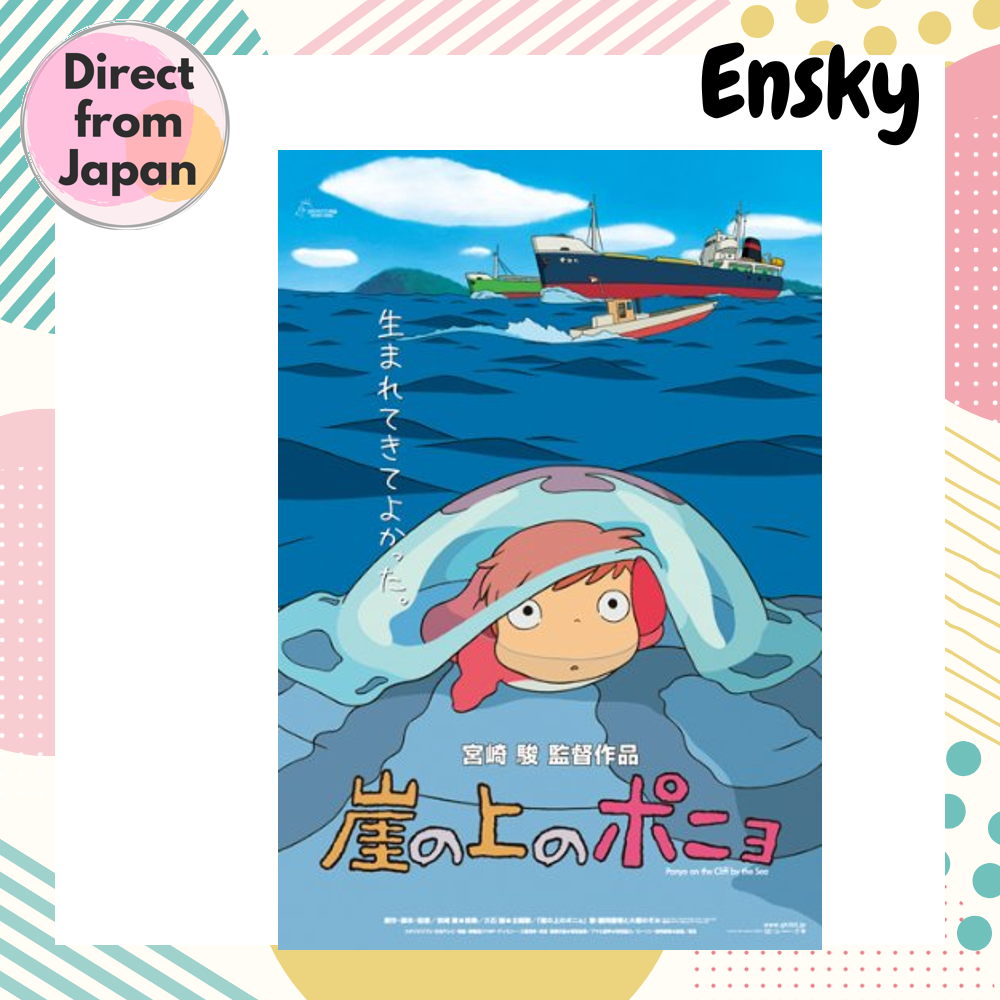 Direct
from
Japan
Ensky
生まれてきてよかった。
宮崎 駿 監督作品
崖の上のポニョ
Ponyo on the Cliff by the Sea